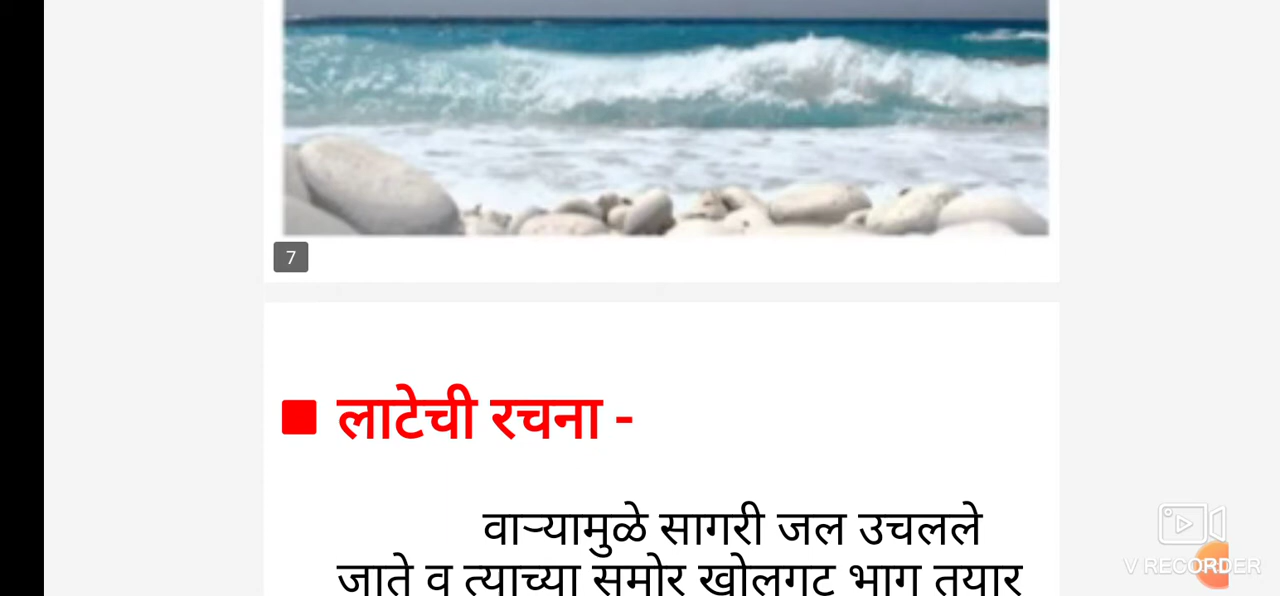 7
लाटेची रचना -
वाऱ्यामुळे सागरी जल उचलले
जाते व त्याच्या समोर खोलगट भाग तयार
V RECORDER